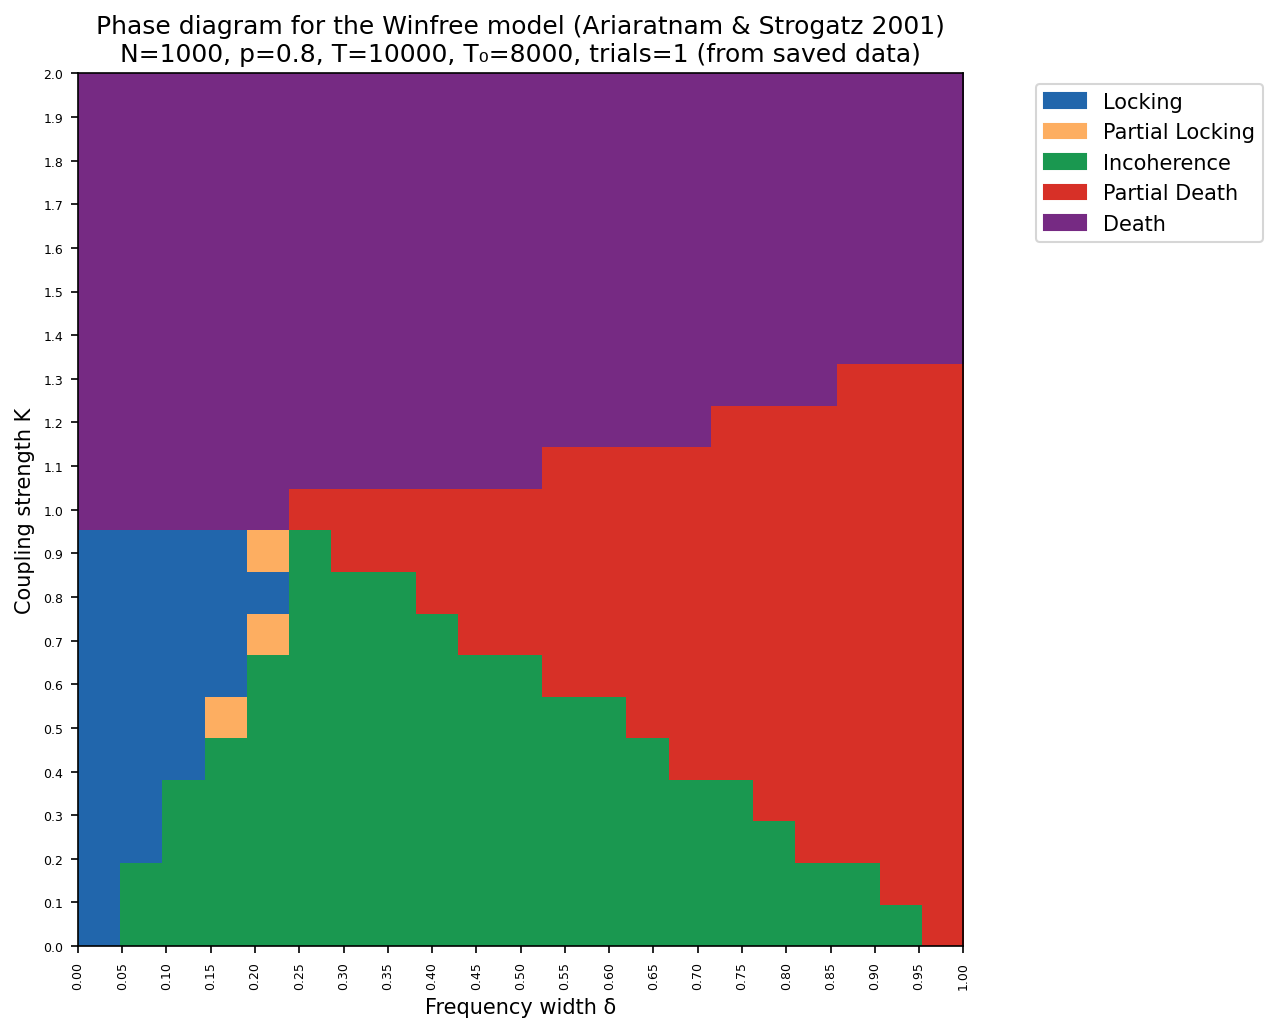 Phase diagram for the Winfree model (Ariaratnam & Strogatz 2001)
N=1000, p=0.8, T=10000, T₀=8000, trials=1 (from saved data)
Locking
Partial Locking
Incoherence
Partial Death
Death
Coupling strength K
2.0
1.9
1.8
1.7
1.6
1.5
1.4
1.3
1.2
1.1
1.0
0.9
0.8
0.7
0.6
0.5
0.4
0.3
0.2
0.1
0.0
0.00 0.05 0.10 0.15 0.20 0.25 0.30 0.35 0.40 0.45 0.50 0.55 0.60 0.65 0.70 0.75 0.80 0.85 0.90 0.95 1.00
Frequency width δ